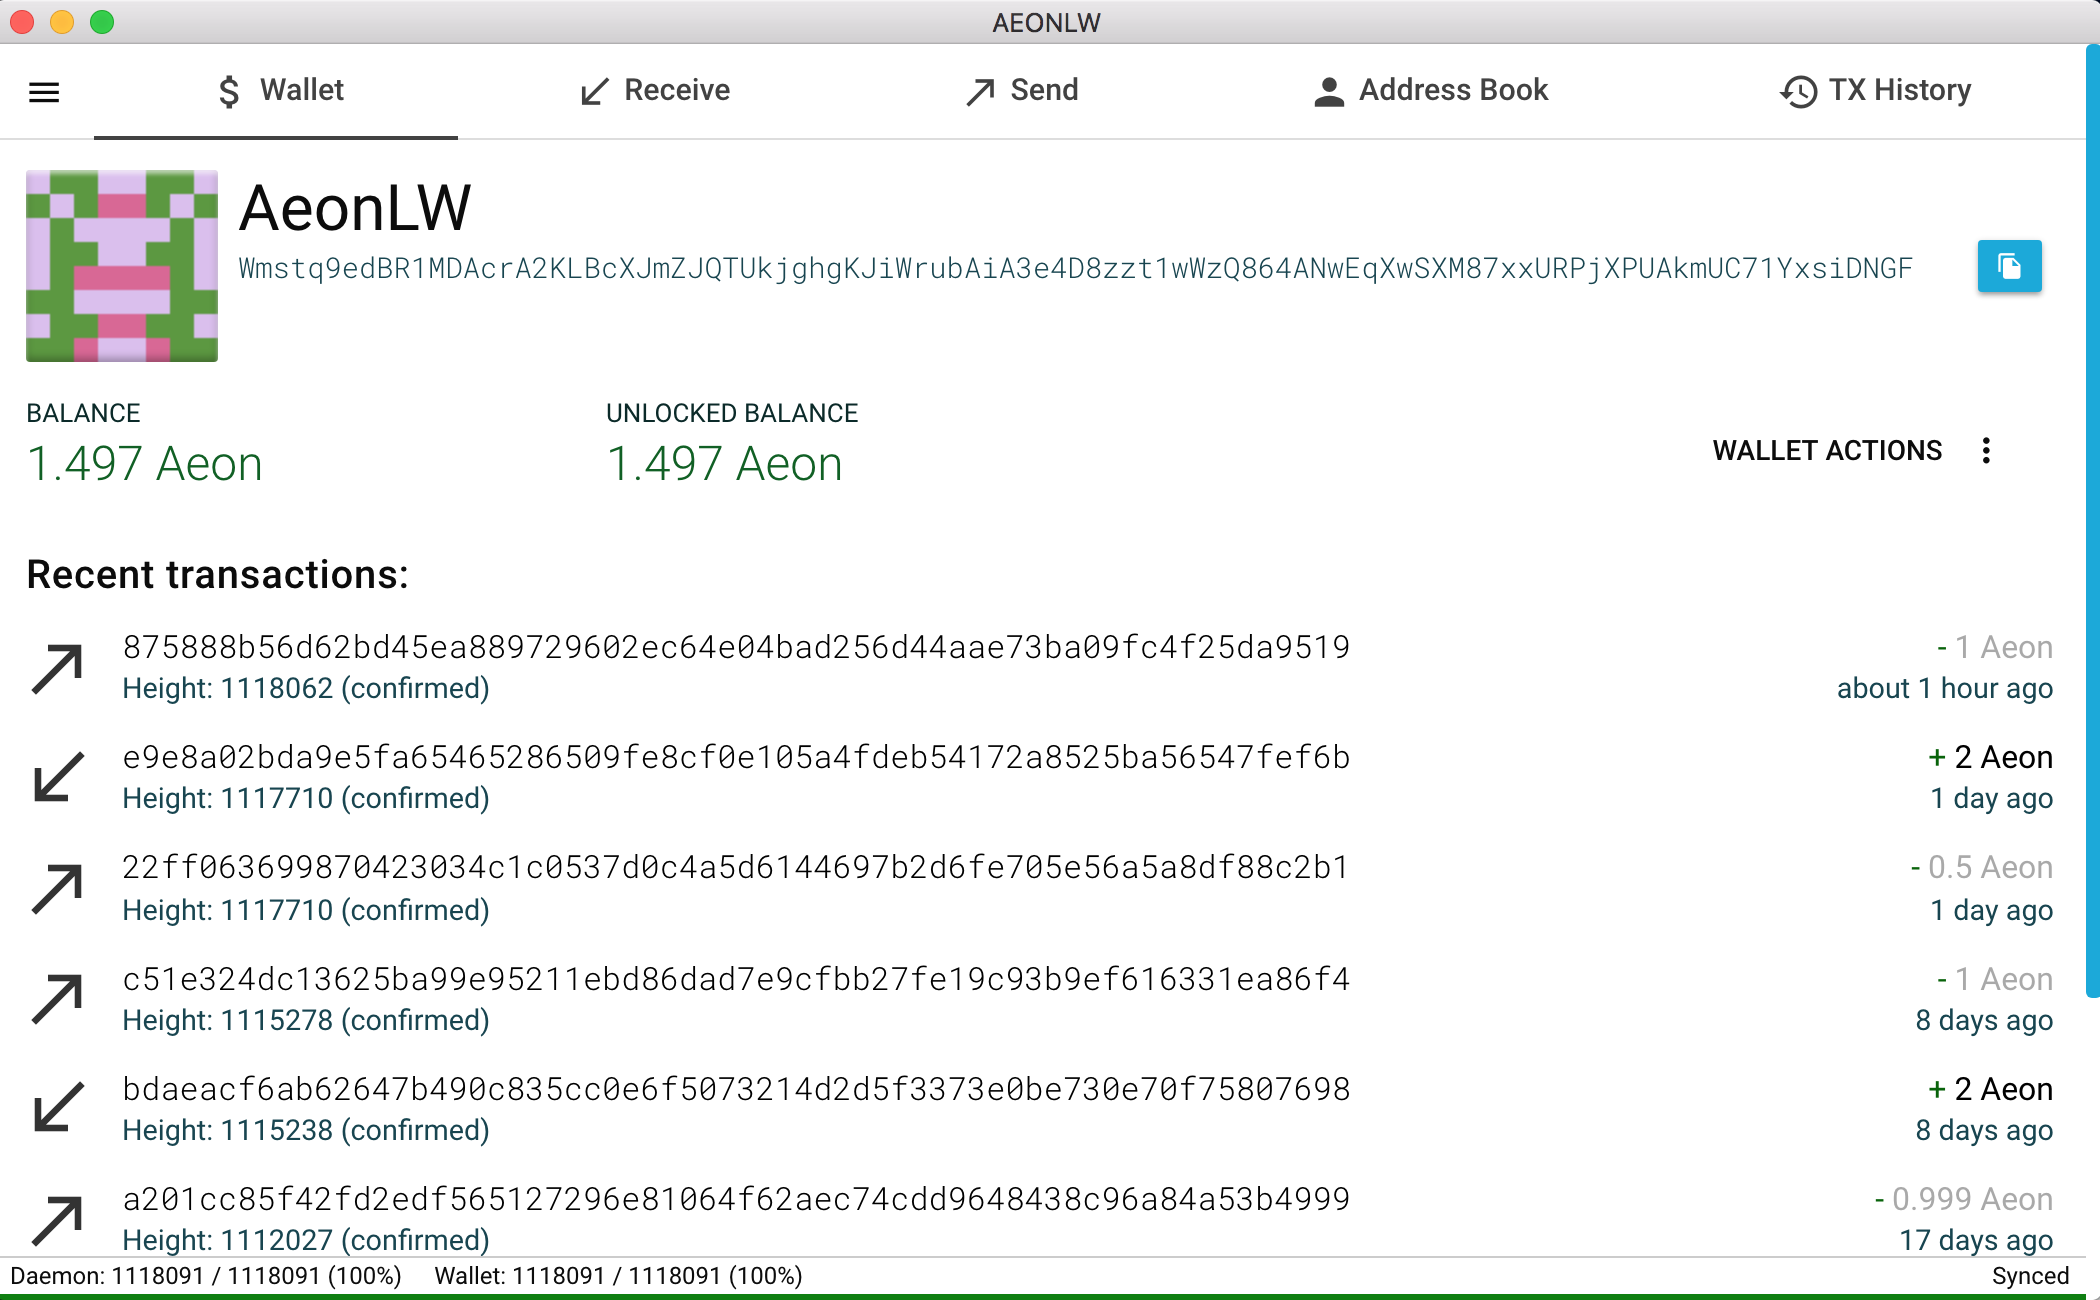 AEONLW
Wallet
Receive
Send
Address Book
TX History
AeonLW
Wmstq9edBR1MDAcrA2KLBcXJmZJQTUkjghgKJiWrubAiA3e4D8zzt1wWzQ864ANwEqXwSXM87xxURPjXPUAkmUC71YxsiDNGF
BALANCE
1.497 Aeon
UNLOCKED BALANCE
1.497 Aeon
WALLET ACTIONS
Recent transactions:
875888b56d62bd45ea889729602ec64e04bad256d44aae73ba09fc4f25da9519
- 1 Aeon
Height: 1118062 (confirmed)
about 1 hour ago
e9e8a02bda9e5fa65465286509fe8cf0e105a4fdeb54172a8525ba56547fef6b
+ 2 Aeon
Height: 1117710 (confirmed)
1 day ago
22ff063699870423034c1c0537d0c4a5d6144697b2d6fe705e56a5a8df88c2b1
- 0.5 Aeon
Height: 1117710 (confirmed)
1 day ago
c51e324dc13625ba99e95211ebd86dad7e9cfbb27fe19c93b9ef616331ea86f4
- 1 Aeon
Height: 1115278 (confirmed)
8 days ago
bdaeacf6ab62647b490c835cc0e6f5073214d2d5f3373e0be730e70f75807698
+ 2 Aeon
Height: 1115238 (confirmed)
8 days ago
a201cc85f42fd2edf565127296e81064f62aec74cdd9648438c96a84a53b4999
- 0.999 Aeon
Height: 1112027 (confirmed)
17 days ago
Daemon: 1118091 / 1118091 (100%)
Wallet: 1118091 / 1118091 (100%)
Synced